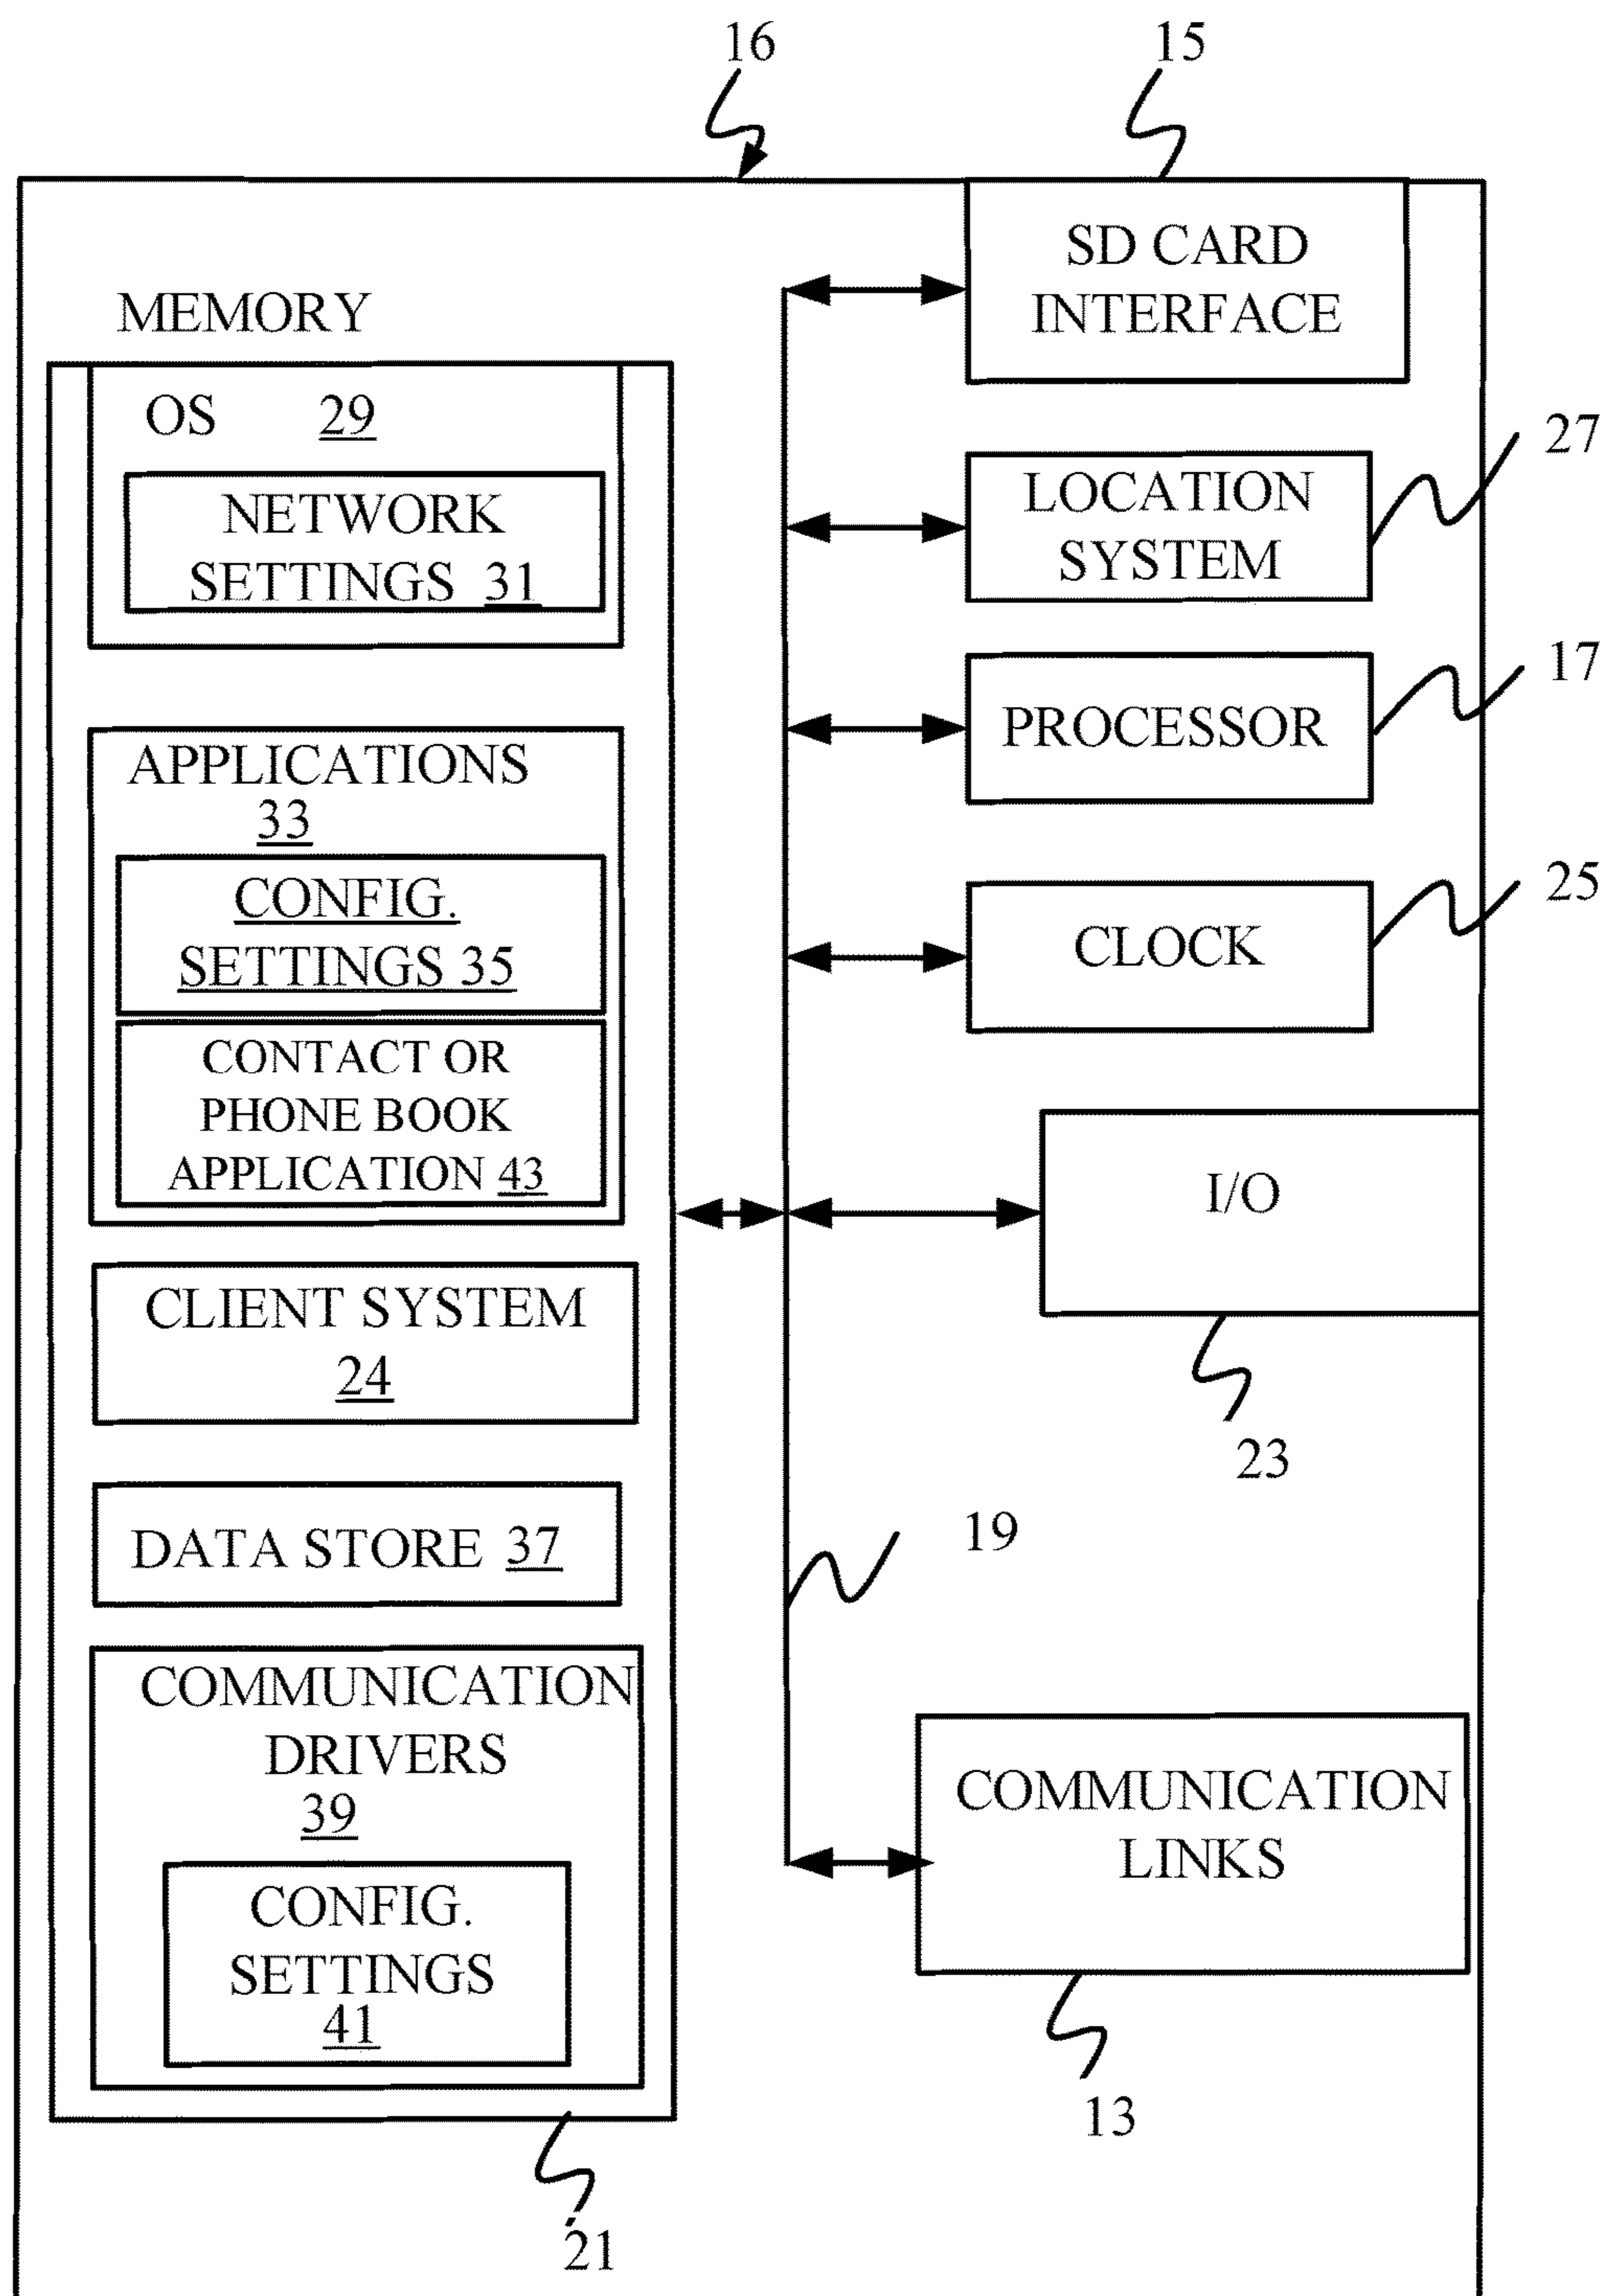 16
15
SD CARD
INTERFACE
MEMORY
OS 29
NETWORK
SETTINGS 31
27
LOCATION
SYSTEM
17
PROCESSOR
APPLICATIONS
33
CONFIG.
SETTINGS 35
25
CLOCK
CONTACT OR
PHONE BOOK
APPLICATION 43
I/O
23
CLIENT SYSTEM
24
19
DATA STORE 37
COMMUNICATION
DRIVERS
39
CONFIG.
SETTINGS
41
COMMUNICATION
LINKS
13
21